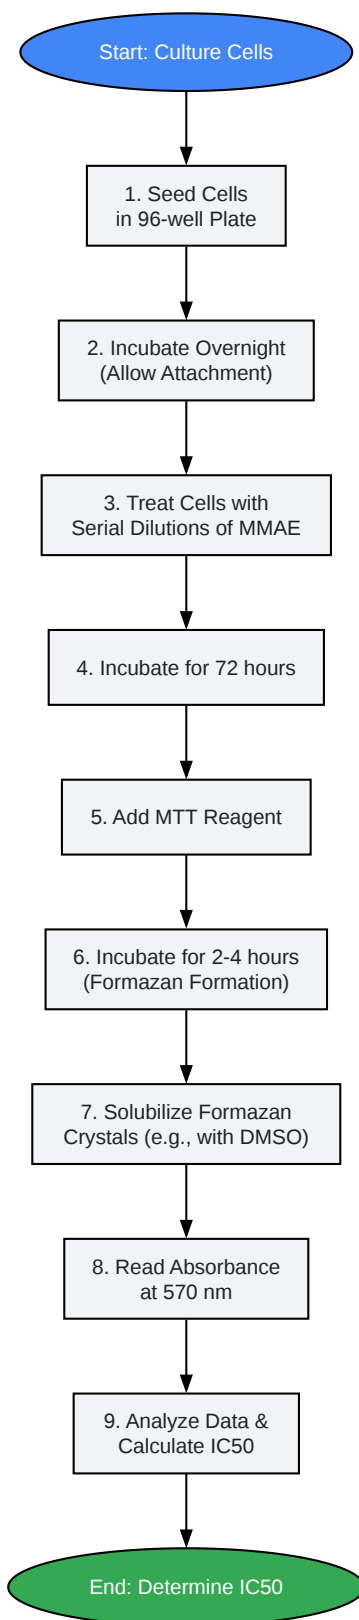 Start: Culture Cells
1. Seed Cells
in 96-well Plate
2. Incubate Overnight
(Allow Attachment)
3. Treat Cells with
Serial Dilutions of MMAE
4. Incubate for 72 hours
5. Add MTT Reagent
6. Incubate for 2-4 hours
(Formazan Formation)
7. Solubilize Formazan
Crystals (e.g., with DMSO)
8. Read Absorbance
at 570 nm
9. Analyze Data &
Calculate IC50
End: Determine IC50